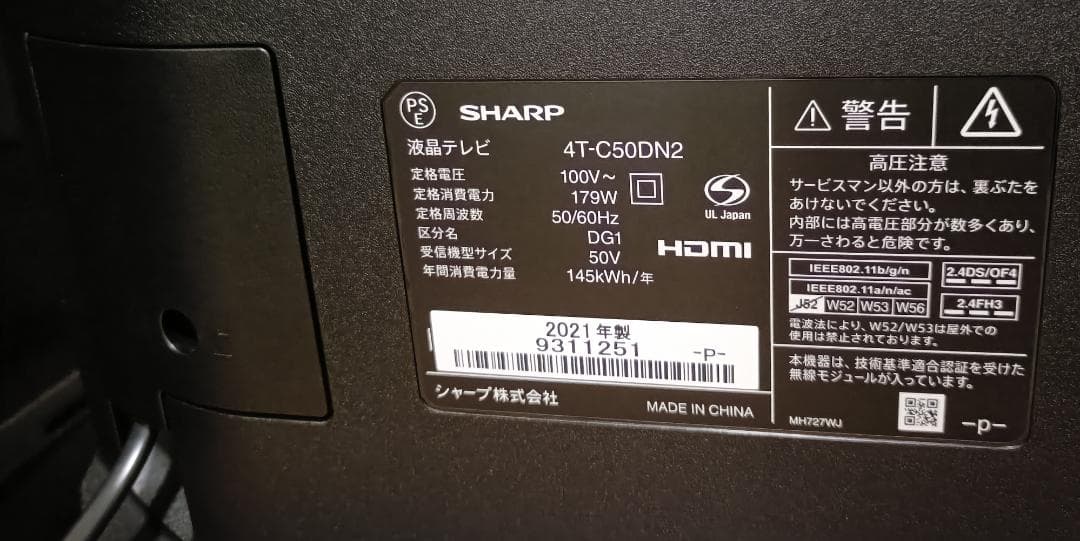 PS
E
SHARP
液晶テレビ 4T-C50DN2
定格電圧 100V～
定格消費電力 179W
定格周波数 50/60Hz
区分名 DG1
受信機型サイズ 50V
年間消費電力量 145kWh/年
UL Japan
HDMI
2021年製
9311251 -P-
シャープ株式会社
MADE IN CHINA
警告
高圧注意
サービスマン以外の方は、裏ぶたを
あけないでください。
内部には高電圧部分が数多くあり、
万一さわると危険です。
IEEE802.11b/g/n
IEEE802.11a/n/ac
J52 W52 W53 W56
2.4DS/OF4
2.4FH3
電波法により、W52/W53は屋外での
使用は禁止されております。
本機器は、技術基準適合認証を受けた
無線モジュールが入っています。
MH727WJ
-p-